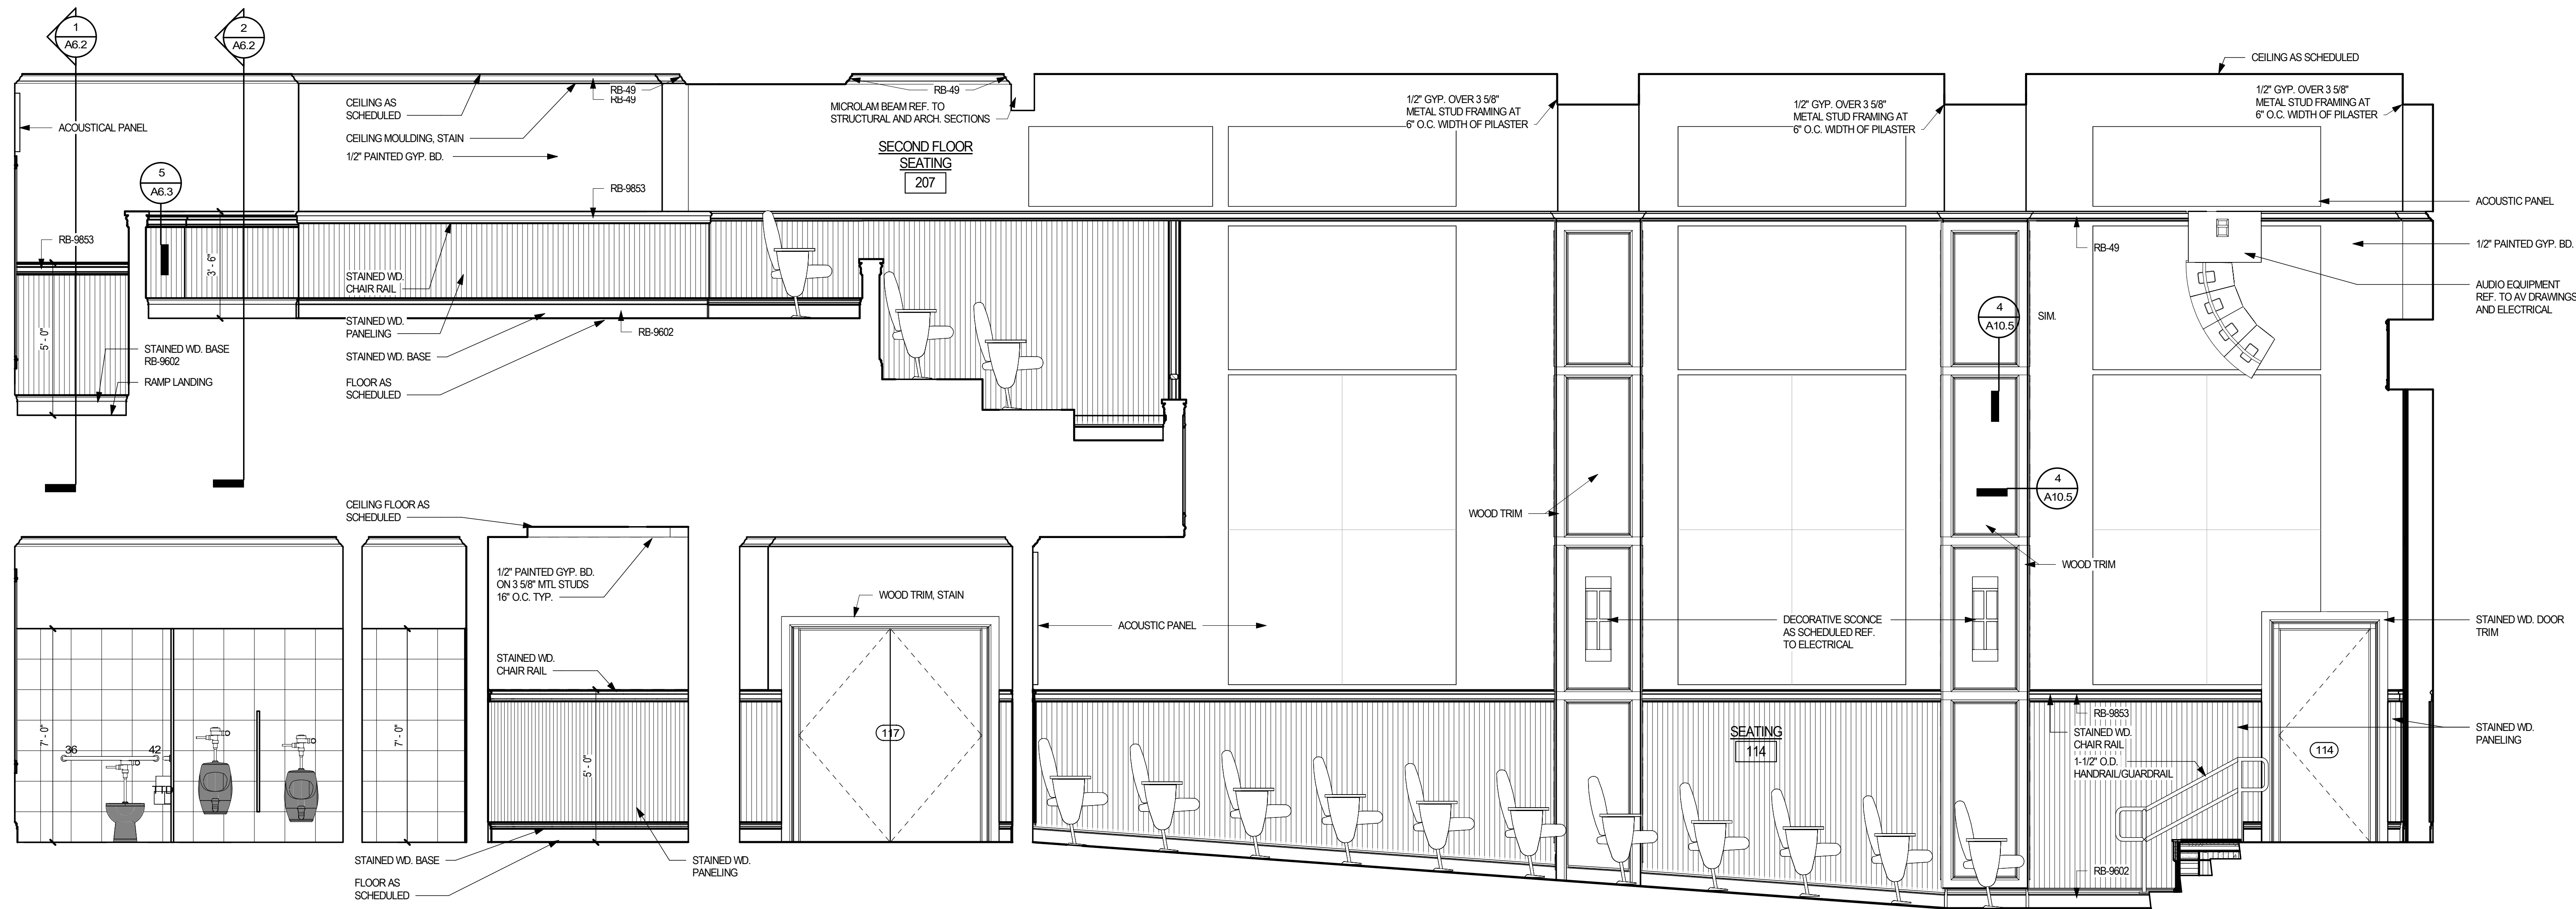 1
A6.2
2
A6.2
CEILING AS SCHEDULED
RB-49
RB-49
RB-49
CEILING AS
SCHEDULED
MICROLAM BEAM REF. TO
STRUCTURAL AND ARCH. SECTIONS
1/2" GYP. OVER 3 5/8"
METAL STUD FRAMING AT
6" O.C. WIDTH OF PILASTER
1/2" GYP. OVER 3 5/8"
METAL STUD FRAMING AT
6" O.C. WIDTH OF PILASTER
1/2" GYP. OVER 3 5/8"
METAL STUD FRAMING AT
6" O.C. WIDTH OF PILASTER
ACOUSTICAL PANEL
CEILING MOULDING, STAIN
1/2" PAINTED GYP. BD.
SECOND FLOOR
SEATING
207
5
A6.3
RB-9853
ACOUSTIC PANEL
RB-9853
3' - 6"
RB-49
1/2" PAINTED GYP. BD.
STAINED WD.
CHAIR RAIL
AUDIO EQUIPMENT
REF. TO AV DRAWINGS
AND ELECTRICAL
4
A10.5
SIM.
STAINED WD.
PANELING
RB-9602
5' - 0"
STAINED WD. BASE
RB-9602
STAINED WD. BASE
RAMP LANDING
FLOOR AS
SCHEDULED
4
A10.5
CEILING FLOOR AS
SCHEDULED
WOOD TRIM
WOOD TRIM
1/2" PAINTED GYP. BD.
ON 3 5/8" MTL STUDS
16" O.C. TYP.
WOOD TRIM, STAIN
ACOUSTIC PANEL
DECORATIVE SCONCE
AS SCHEDULED REF.
TO ELECTRICAL
STAINED WD. DOOR
TRIM
STAINED WD.
CHAIR RAIL
7' - 0"
36
42
7' - 0"
5' - 0"
117
SEATING
114
RB-9853
STAINED WD.
CHAIR RAIL
1-1/2" O.D.
HANDRAIL/GUARDRAIL
114
STAINED WD.
PANELING
STAINED WD. BASE
STAINED WD.
PANELING
FLOOR AS
SCHEDULED
RB-9602